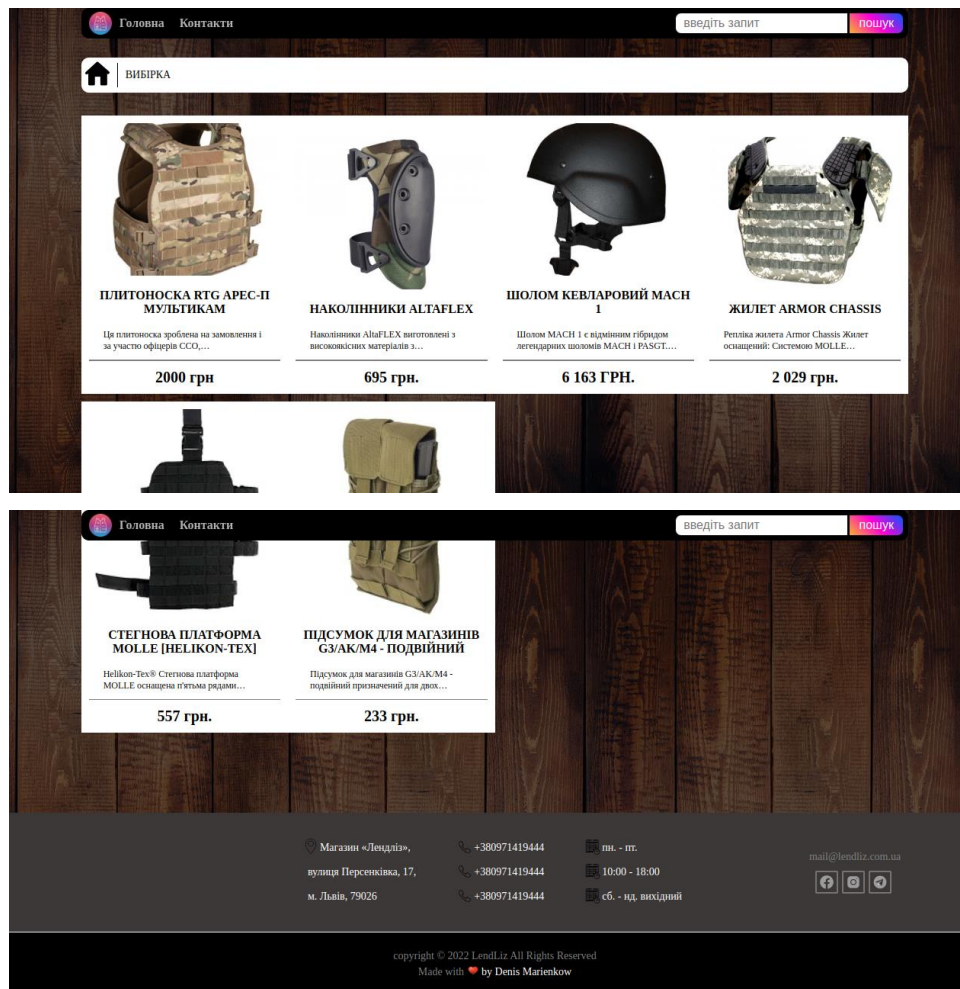 Головна Контакти
введіть запит пошук
ВИБІРКА
ПЛИТОНОСКА RTG АРЕС-П
МУЛЬТИКАМ
Ця плитоноска зроблена на замовлення і
за участю офіцерів ССО,…
2000 грн
НАКОЛІННИКИ ALTAFLEX
Наколінники AltaFLEX виготовлені з
високоякісних матеріалів з…
695 грн.
ШОЛОМ КЕВЛАРОВИЙ MACH
1
Шолом MACH 1 є відмінним гібридом
легендарних шоломів MACH і PASGT.…
6 163 ГРН.
ЖИЛЕТ ARMOR CHASSIS
Репліка жилета Armor Chassis Жилет
оснащений: Системою MOLLE…
2 029 грн.
Головна Контакти
введіть запит пошук
СТЕГНОВА ПЛАТФОРМА
MOLLE [HELIKON-TEX]
Helikon-Tex® Стегнова платформа
MOLLE оснащена п'ятьма рядами…
557 грн.
ПІДСУМОК ДЛЯ МАГАЗИНІВ
G3/AK/M4 - ПОДВІЙНИЙ
Підсумок для магазинів G3/AK/M4 -
подвійний призначений для двох…
233 грн.
Магазин «Лендліз»,
вулиця Персенківка, 17,
м. Львів, 79026
+380971419444
+380971419444
+380971419444
пн. - пт.
10:00 - 18:00
сб. - нд. вихідний
mail@lendliz.com.ua
copyright © 2022 LendLiz All Rights Reserved
Made with ❤️ by Denis Marienkow